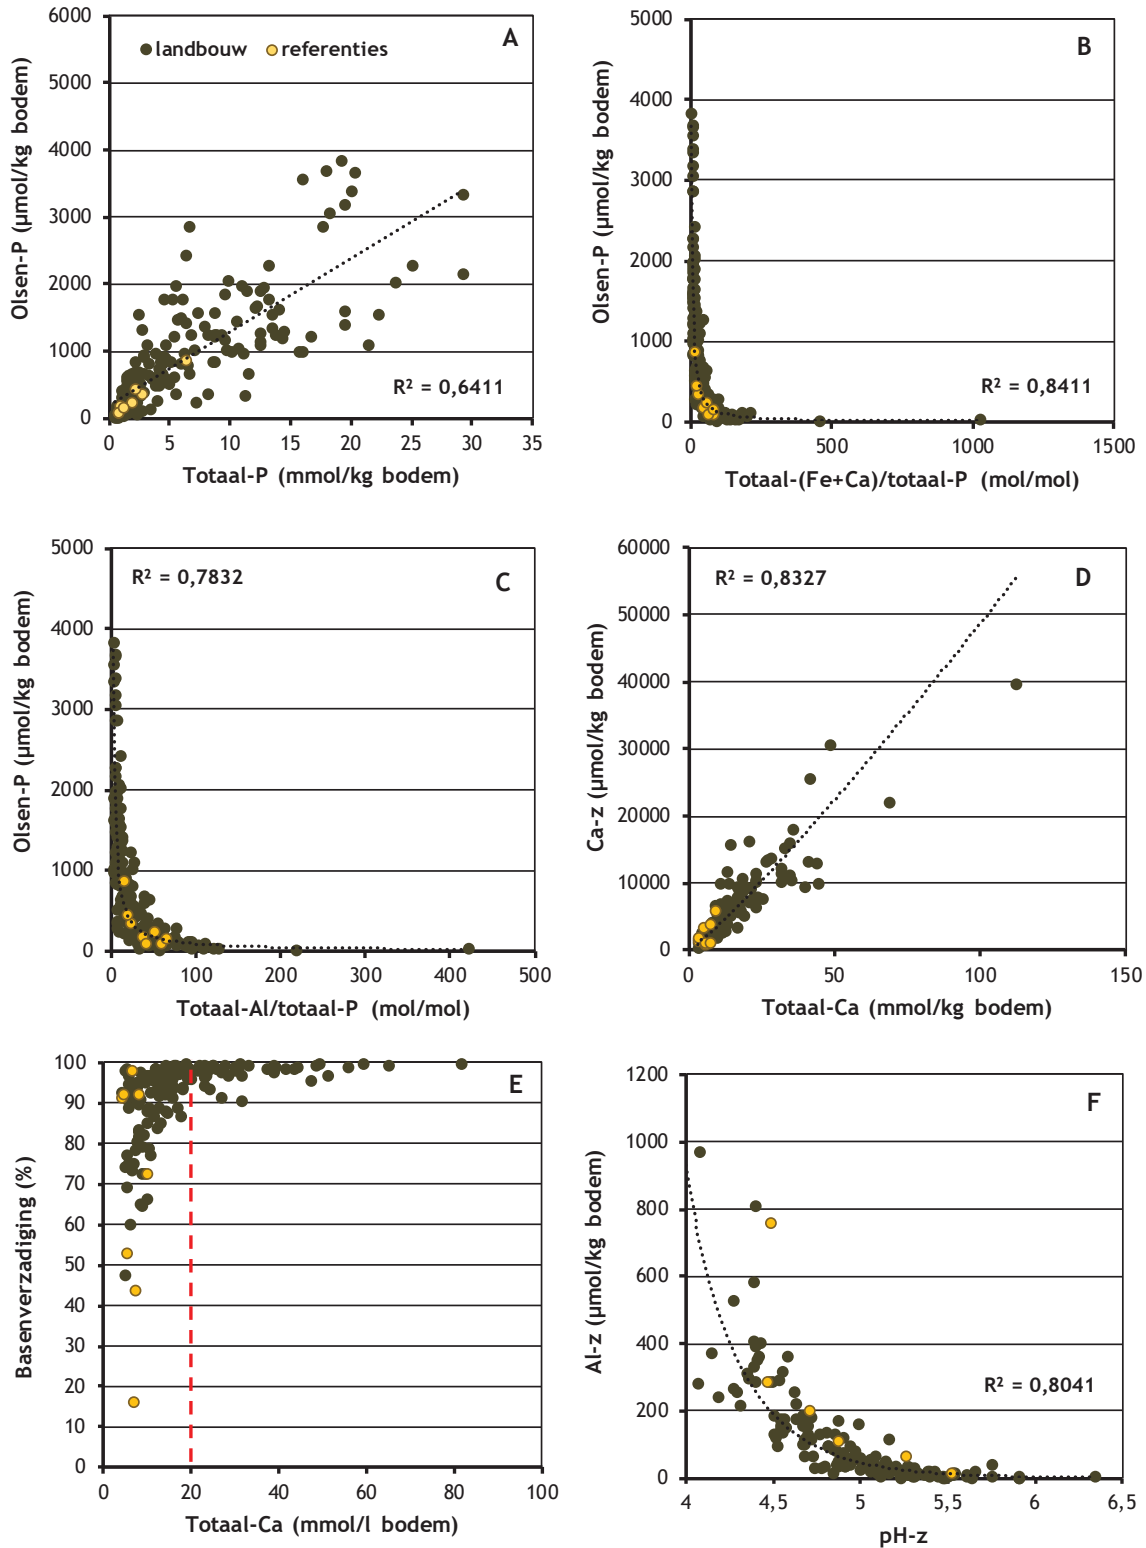 A
landbouw referenties
Olsen-P (µmol/kg bodem)
6000
5000
4000
3000
2000
1000
0
R² = 0,6411
0 5 10 15 20 25 30 35
Totaal-P (mmol/kg bodem)
B
Olsen-P (µmol/kg bodem)
5000
4000
3000
2000
1000
0
R² = 0,8411
0 500 1000 1500
Totaal-(Fe+Ca)/totaal-P (mol/mol)
C
R² = 0,7832
Olsen-P (µmol/kg bodem)
5000
4000
3000
2000
1000
0
0 100 200 300 400 500
Totaal-Al/totaal-P (mol/mol)
D
R² = 0,8327
Ca-z (µmol/kg bodem)
60000
50000
40000
30000
20000
10000
0
0 50 100 150
Totaal-Ca (mmol/kg bodem)
E
Basenverzadiging (%)
100
90
80
70
60
50
40
30
20
10
0
0 20 40 60 80 100
Totaal-Ca (mmol/l bodem)
F
Al-z (µmol/kg bodem)
1200
1000
800
600
400
200
0
R² = 0,8041
4 4,5 5 5,5 6 6,5
pH-z